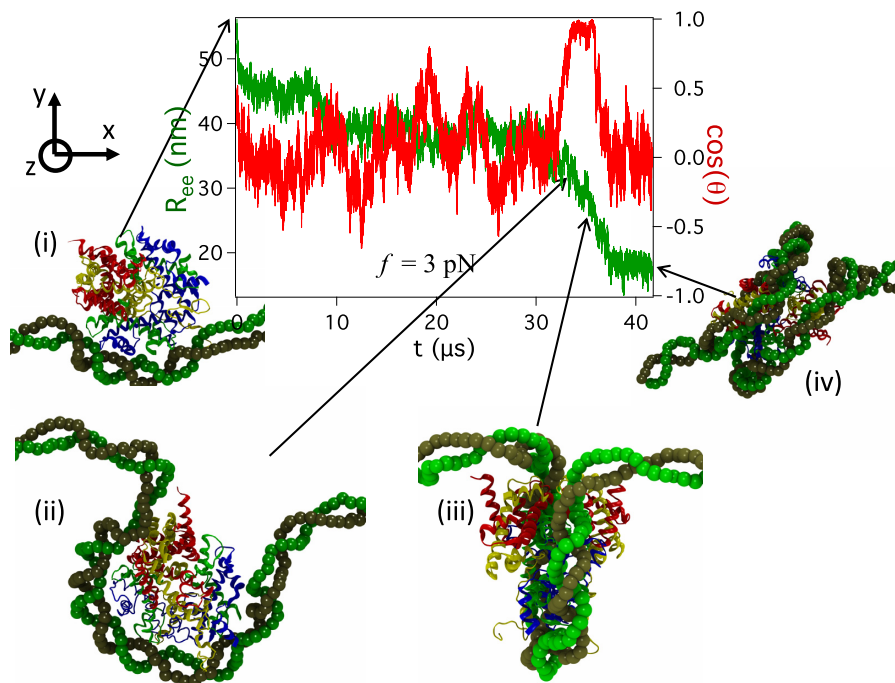 50
40
30
20
R_ee (nm)
1.0
0.5
0.0
-0.5
-1.0
cos(θ)
f = 3 pN
0 10 20 30 40
t (μs)
y
x
z
(i)
(ii)
(iii)
(iv)